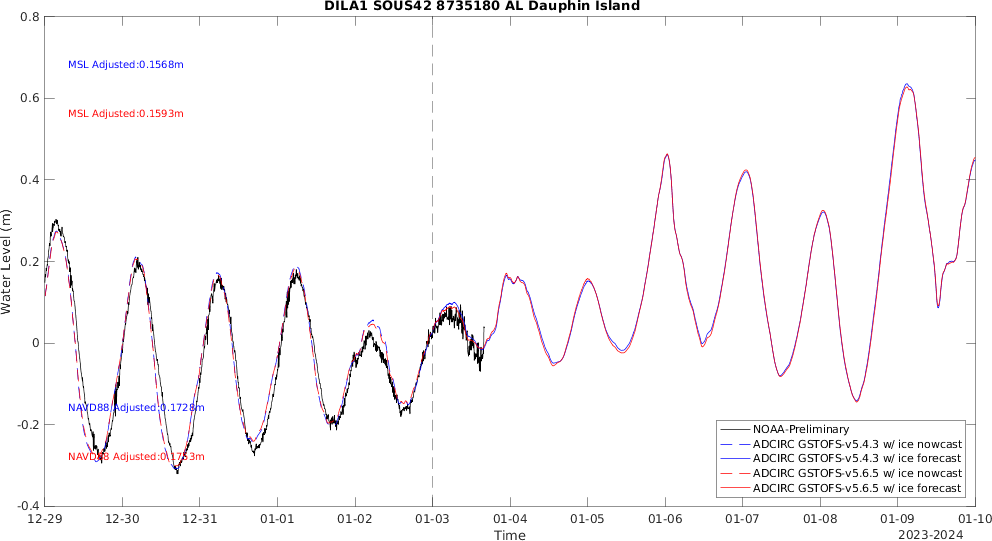 DILA1 SOUS42 8735180 AL Dauphin Island
0.8
0.6
0.4
0.2
0
-0.2
-0.4
Water Level (m)
MSL Adjusted:0.1568m
MSL Adjusted:0.1593m
NAVD88 Adjusted:0.1728m
NAVD88 Adjusted:0.1753m
NOAA-Preliminary
ADCIRC GSTOFS-v5.4.3 w/ ice nowcast
ADCIRC GSTOFS-v5.4.3 w/ ice forecast
ADCIRC GSTOFS-v5.6.5 w/ ice nowcast
ADCIRC GSTOFS-v5.6.5 w/ ice forecast
12-29 12-30 12-31 01-01 01-02 01-03 01-04 01-05 01-06 01-07 01-08 01-09 01-10
Time
2023-2024